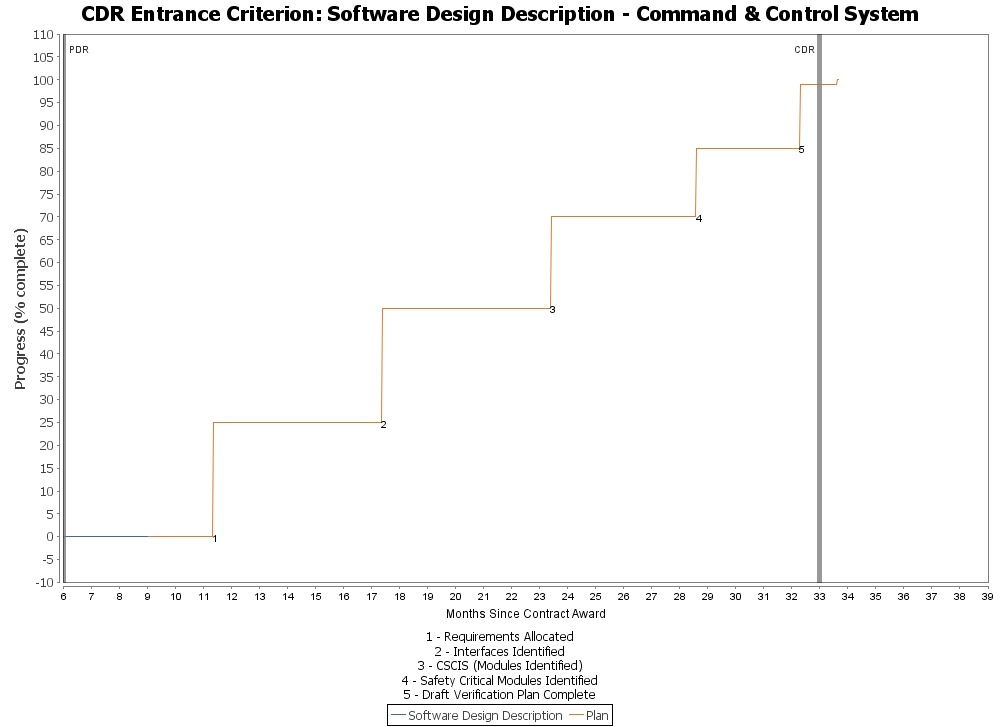 CDR Entrance Criterion: Software Design Description - Command & Control System
110
105
100
95
90
85
80
75
70
65
60
55
50
45
40
35
30
25
20
15
10
5
0
-5
-10
Progress (% complete)
PDR
CDR
1
2
3
4
5
6 7 8 9 10 11 12 13 14 15 16 17 18 19 20 21 22 23 24 25 26 27 28 29 30 31 32 33 34 35 36 37 38 39
Months Since Contract Award
1 - Requirements Allocated
2 - Interfaces Identified
3 - CSCIS (Modules Identified)
4 - Safety Critical Modules Identified
5 - Draft Verification Plan Complete
Software Design Description Plan